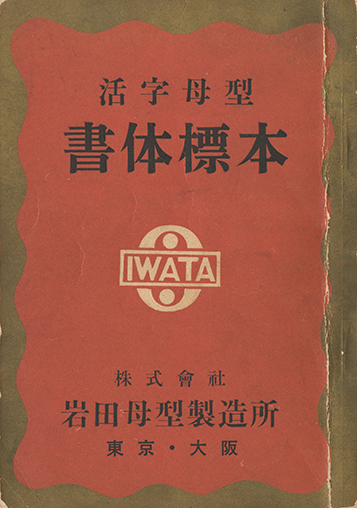 活字母型
書体標本
IWATA
株式會社
岩田母型製造所
東京・大阪